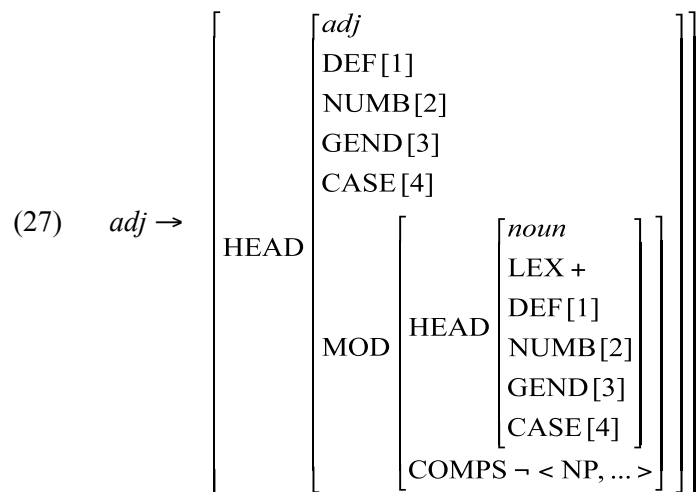 adj
DEF[1]
NUMB[2]
GEND[3]
CASE[4]
(27) adj → HEAD MOD HEAD noun
LEX +
DEF[1]
NUMB[2]
GEND[3]
CASE[4]
COMPS ¬ < NP, ... >